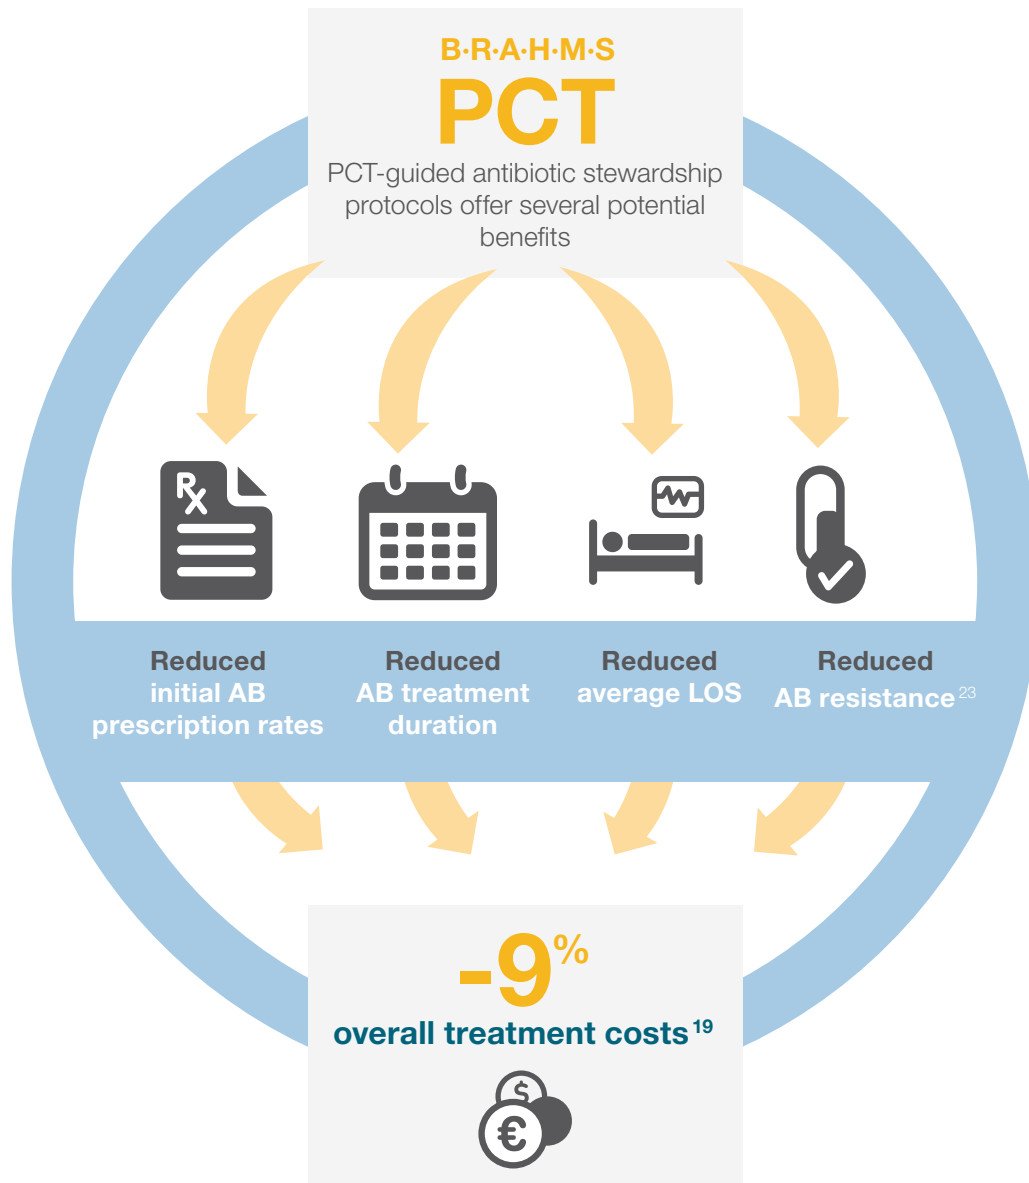 B·R·A·H·M·S
PCT
PCT-guided antibiotic stewardship
protocols offer several potential
benefits
Rx
Reduced
initial AB
prescription rates
Reduced
AB treatment
duration
Reduced
average LOS
Reduced
AB resistance 23
-9%
overall treatment costs 19
$
€